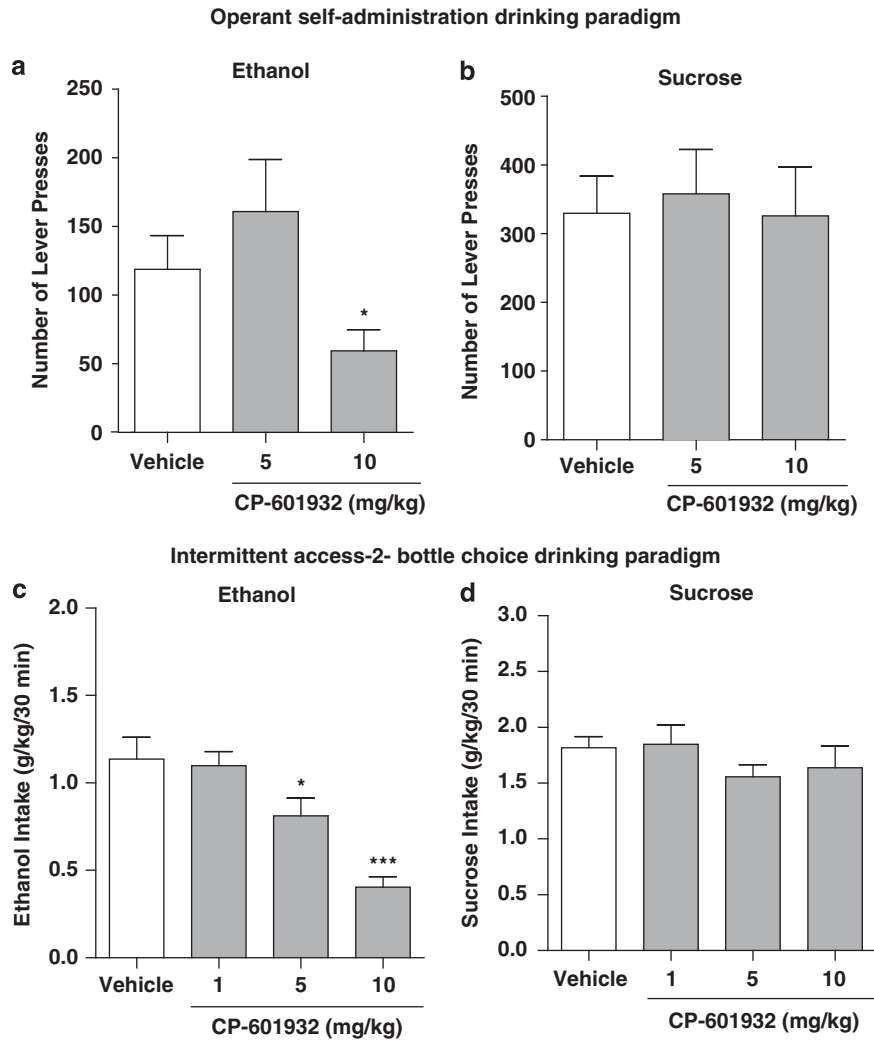 Operant self-administration drinking paradigm
a
Ethanol
250
200
150
100
50
0
Number of Lever Presses
*
Vehicle 5 10
CP-601932 (mg/kg)
b
Sucrose
500
400
300
200
100
0
Number of Lever Presses
Vehicle 5 10
CP-601932 (mg/kg)
Intermittent access-2- bottle choice drinking paradigm
c
Ethanol
2.0
1.5
1.0
0.5
0.0
Ethanol Intake (g/kg/30 min)
*
***
Vehicle 1 5 10
CP-601932 (mg/kg)
d
Sucrose
3.0
2.5
2.0
1.5
1.0
0.5
0.0
Sucrose Intake (g/kg/30 min)
Vehicle 1 5 10
CP-601932 (mg/kg)